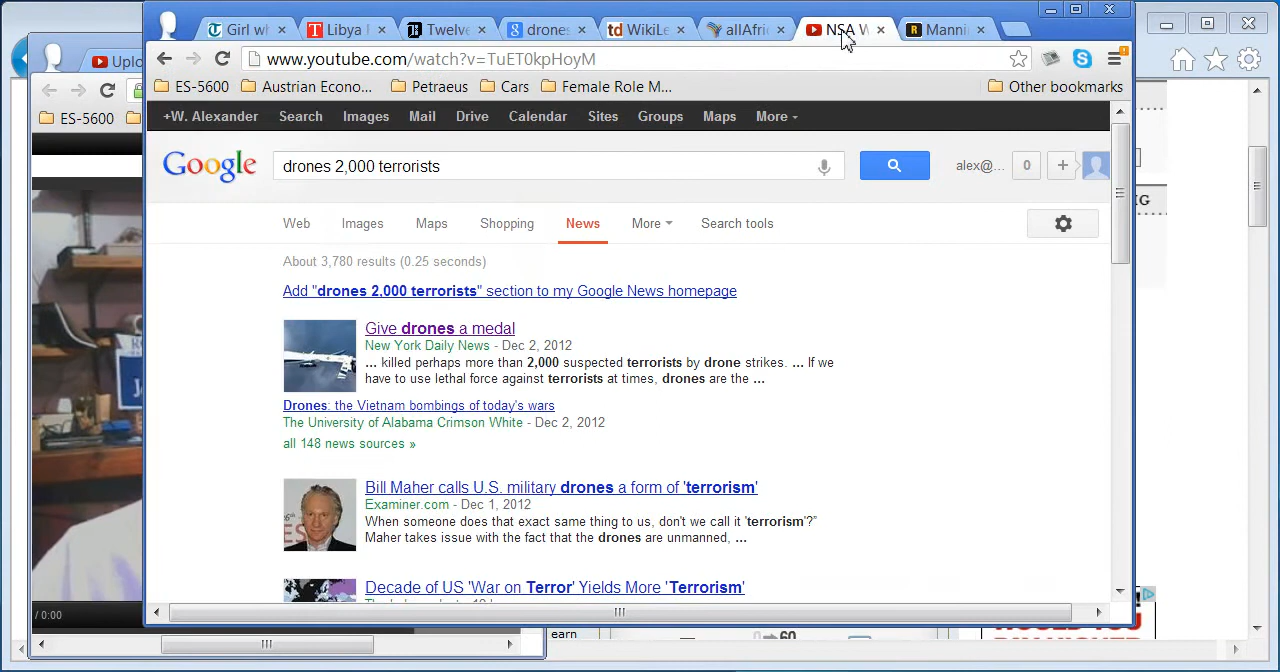 Girl wh
Libya
Twelve
drones
WikiLe
allAfric
NSA W
Mannin
www.youtube.com/watch?v=TuET0kpHoyM
ES-5600
Austrian Econo...
Petraeus
Cars
Female Role M...
Other bookmarks
+W. Alexander
Search
Images
Mail
Drive
Calendar
Sites
Groups
Maps
More
Google
drones 2,000 terrorists
alex@...
0
+
Web
Images
Maps
Shopping
News
More
Search tools
About 3,780 results (0.25 seconds)
Add "drones 2,000 terrorists" section to my Google News homepage
Give drones a medal
New York Daily News - Dec 2, 2012
... killed perhaps more than 2,000 suspected terrorists by drone strikes. ... If we
have to use lethal force against terrorists at times, drones are the ...
Drones: the Vietnam bombings of today's wars
The University of Alabama Crimson White - Dec 2, 2012
all 148 news sources »
Bill Maher calls U.S. military drones a form of 'terrorism'
Examiner.com - Dec 1, 2012
When someone does that exact same thing to us, don't we call it 'terrorism'?”
Maher takes issue with the fact that the drones are unmanned, ...
Decade of US 'War on Terror' Yields More 'Terrorism'
Uplo
ES-5600
/ 0:00
earn
60
G